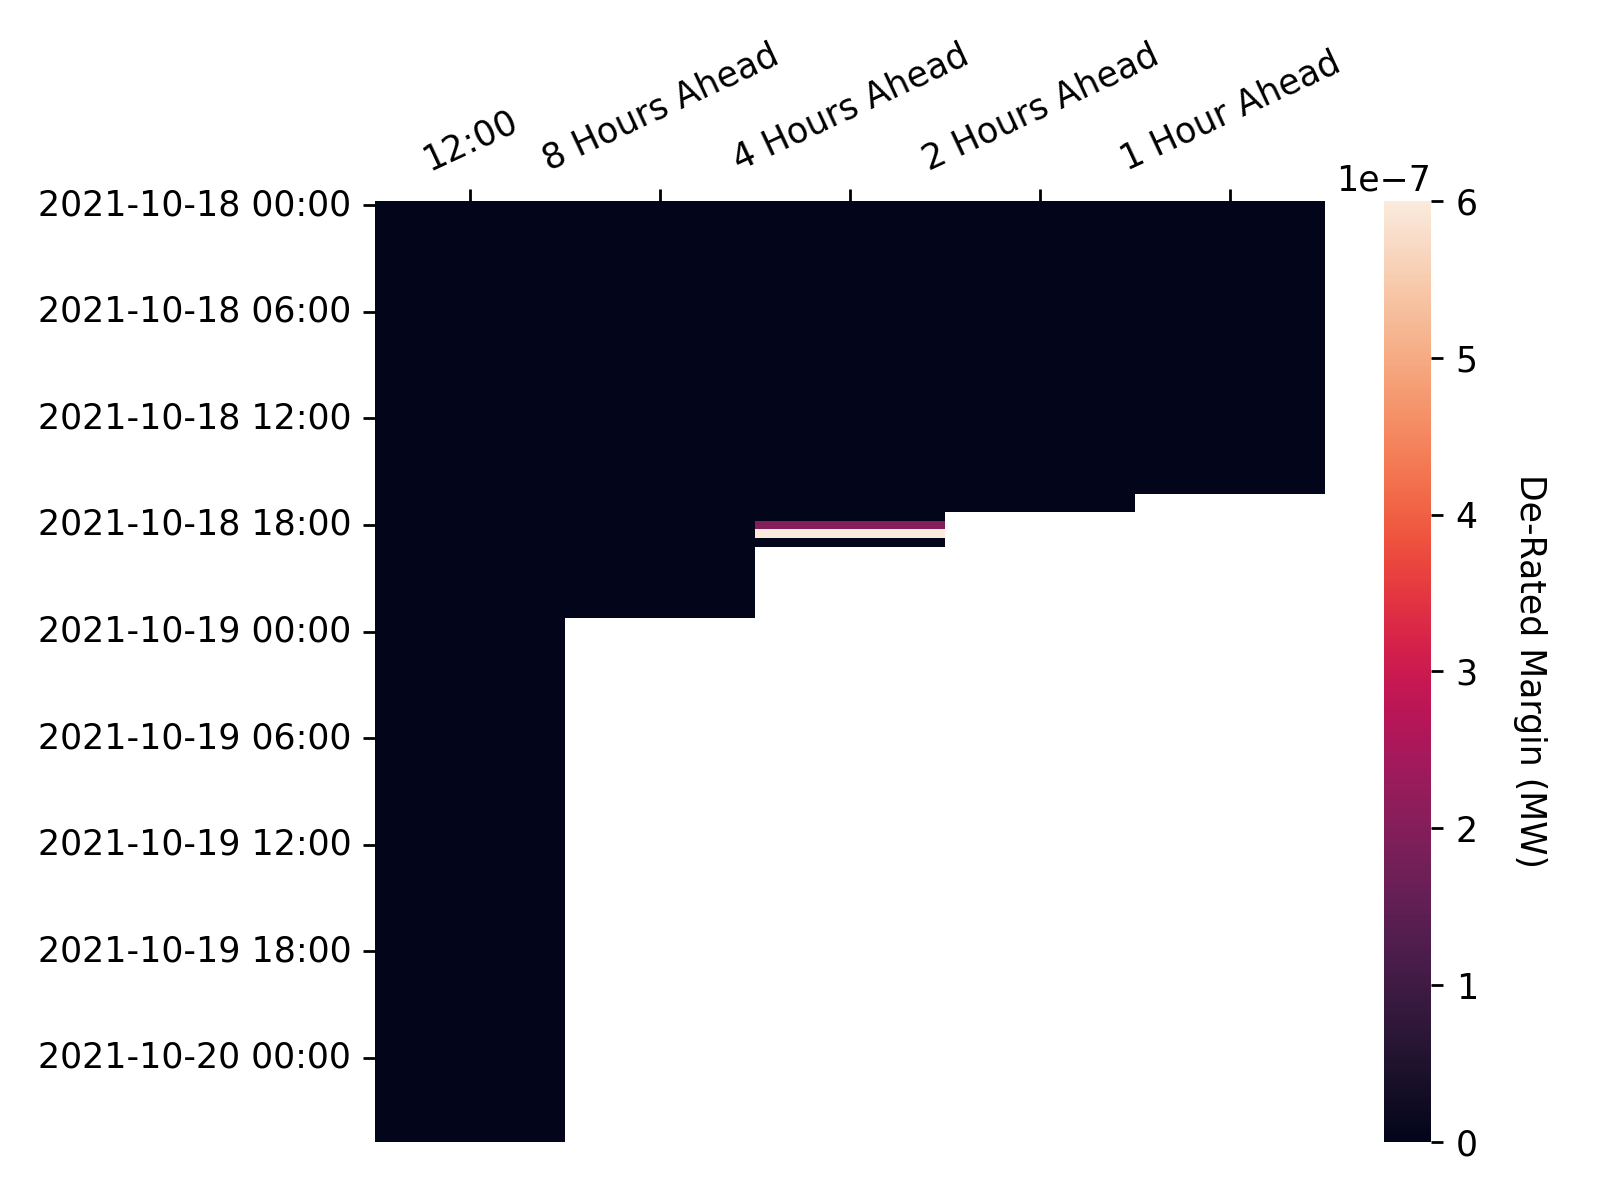 12:00
8 Hours Ahead
4 Hours Ahead
2 Hours Ahead
1 Hour Ahead
2021-10-18 00:00
2021-10-18 06:00
2021-10-18 12:00
2021-10-18 18:00
2021-10-19 00:00
2021-10-19 06:00
2021-10-19 12:00
2021-10-19 18:00
2021-10-20 00:00
1e−7
6
5
4
3
2
1
0
De-Rated Margin (MW)